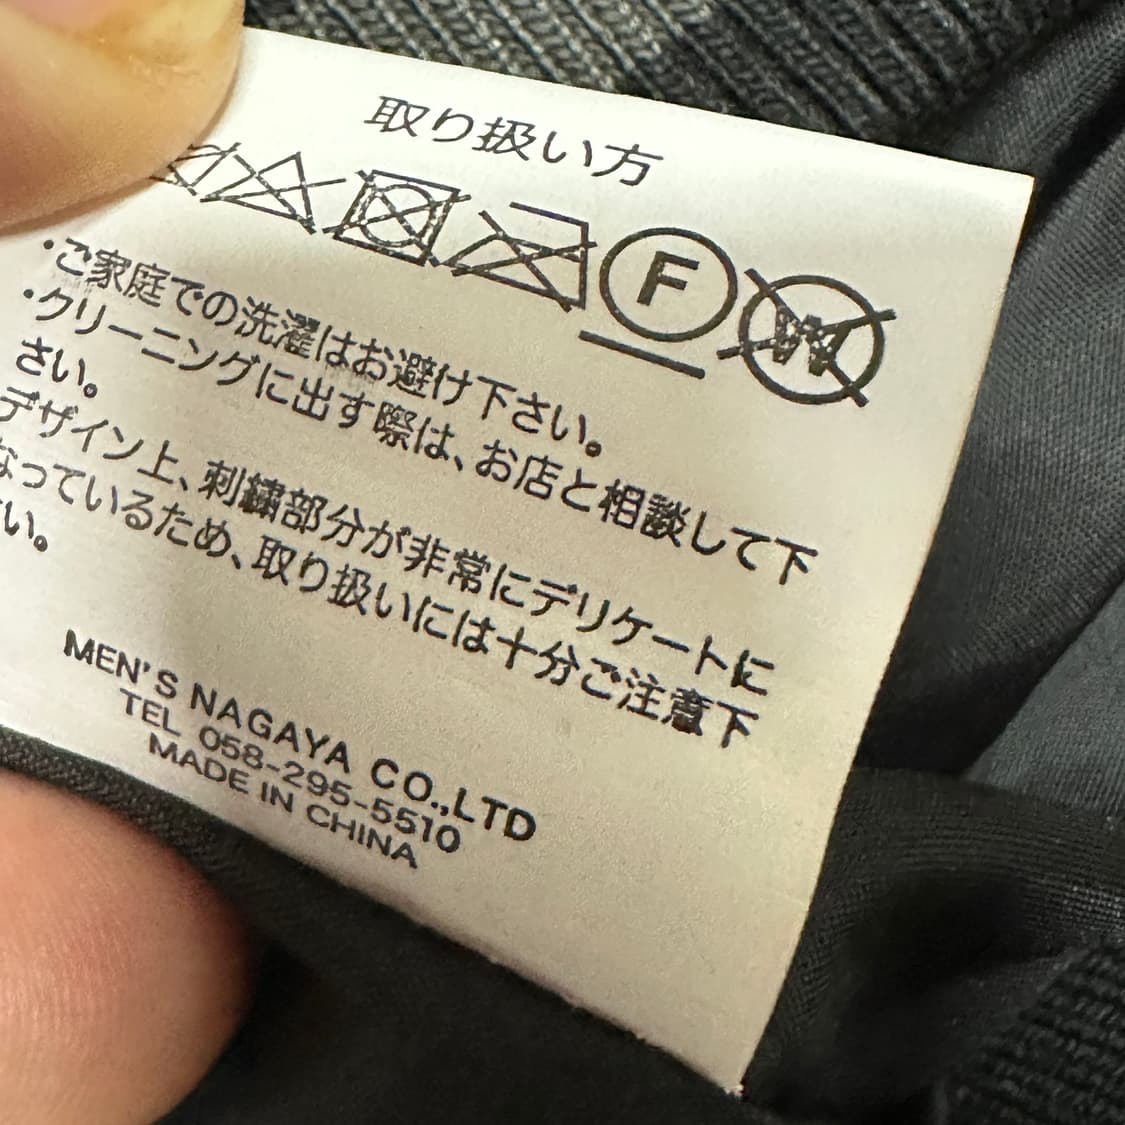 取り扱い方
F W
・ご家庭での洗濯はお避け下さい。
・クリーニングに出す際は、お店と相談して下
さい。
デザイン上、刺繍部分が非常にデリケートに
なっているため、取り扱いには十分ご注意下
さい。
MEN'S NAGAYA CO.,LTD
TEL 058-295-5510
MADE IN CHINA